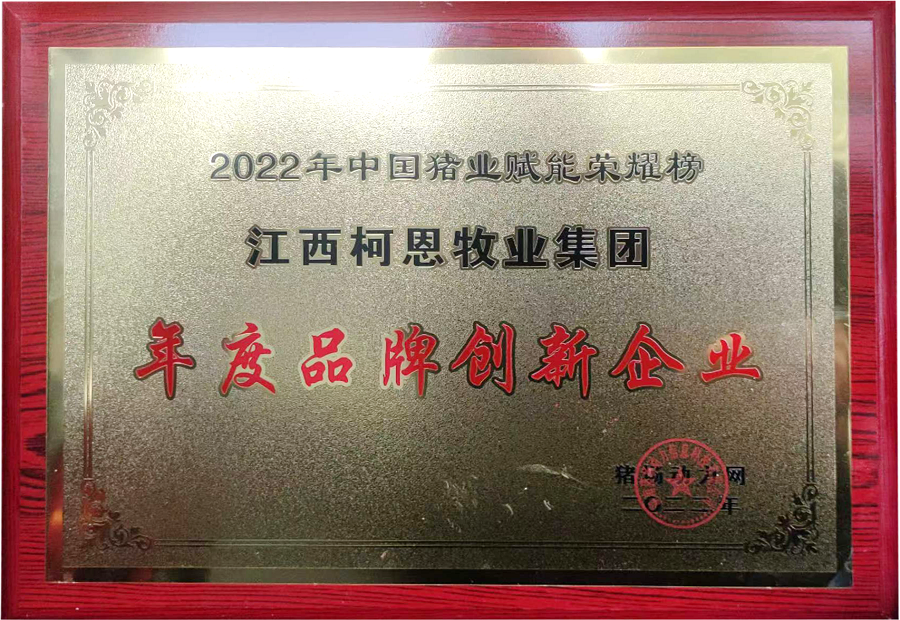 2022年中国猪业赋能荣耀榜
江西柯恩牧业集团
年度品牌创新企业
猪场动力网
二〇二二年